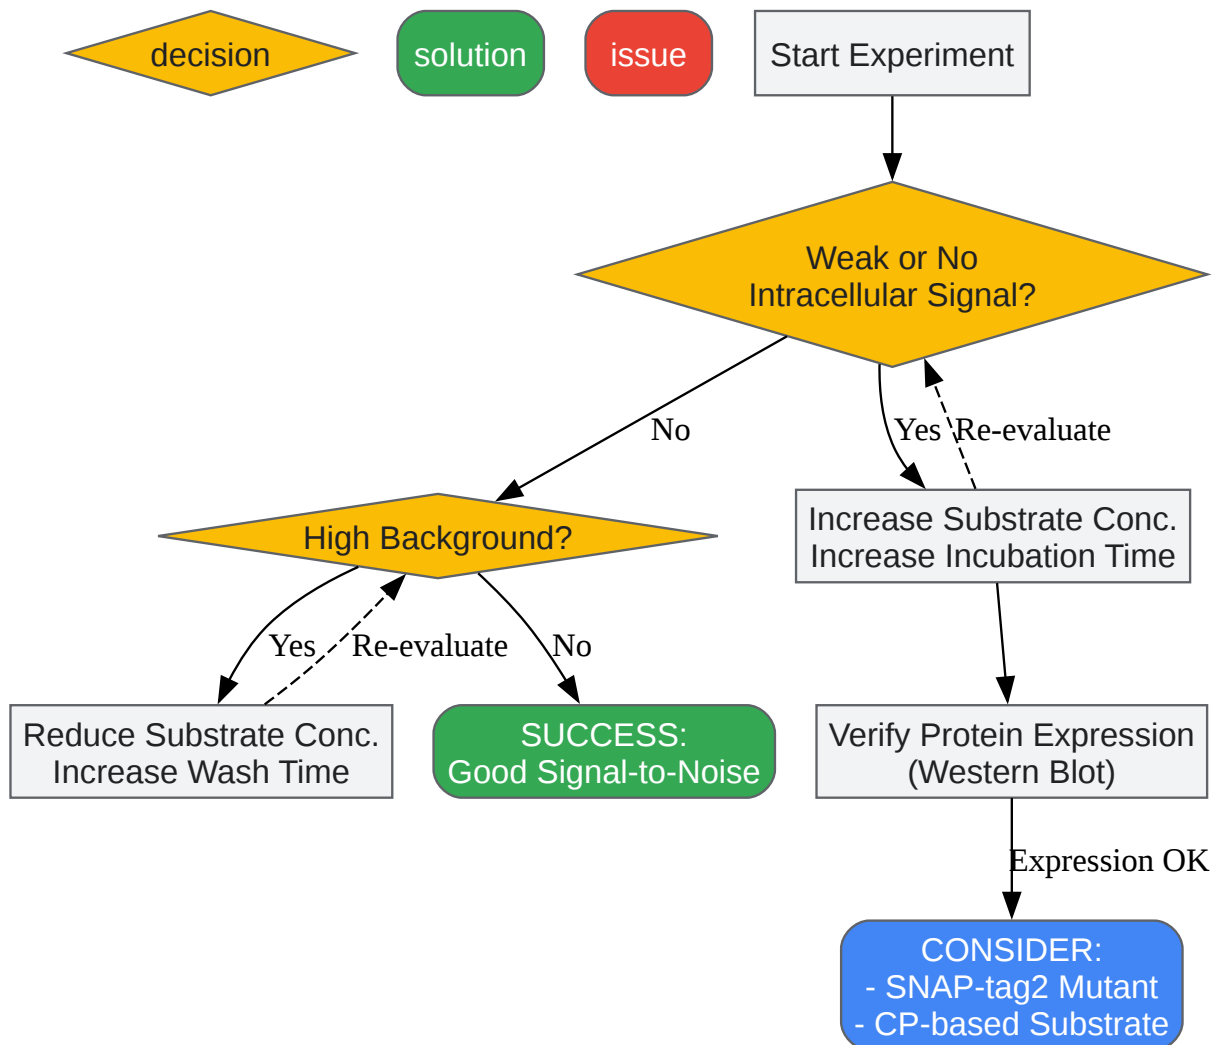 decision
solution
issue
Start Experiment
Weak or No
Intracellular Signal?
No
Yes
Re-evaluate
High Background?
Increase Substrate Conc.
Increase Incubation Time
Yes
Re-evaluate
No
Reduce Substrate Conc.
Increase Wash Time
SUCCESS:
Good Signal-to-Noise
Verify Protein Expression
(Western Blot)
Expression OK
CONSIDER:
- SNAP-tag2 Mutant
- CP-based Substrate